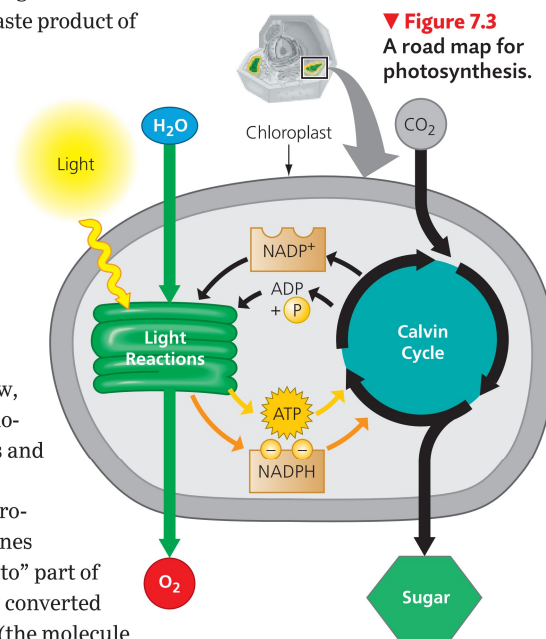 aste product of
▼ Figure 7.3
A road map for
photosynthesis.
H₂O
CO₂
Chloroplast
Light
NADP⁺
ADP
+ P
Light
Reactions
Calvin
Cycle
ATP
– –
NADPH
w,
no-
s and
ro-
nes
to” part of
converted
(the molecule
O₂
Sugar